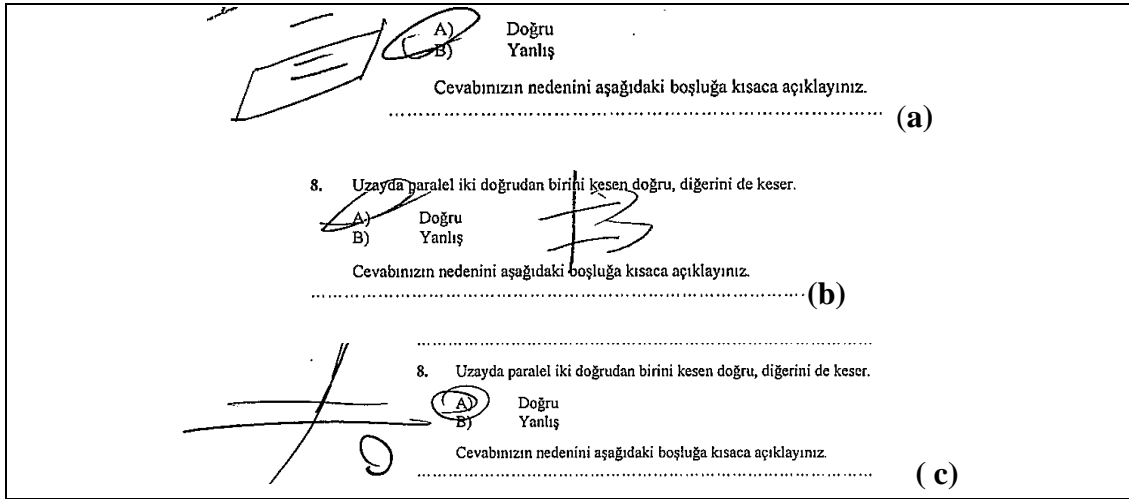 A) Doğru
B) Yanlış
Cevabınızın nedenini aşağıdaki boşluğa kısaca açıklayınız.
(a)
8. Uzayda paralel iki doğrudan birini kesen doğru, diğerini de keser.
A) Doğru
B) Yanlış
Cevabınızın nedenini aşağıdaki boşluğa kısaca açıklayınız.
(b)
8. Uzayda paralel iki doğrudan birini kesen doğru, diğerini de keser.
A) Doğru
B) Yanlış
Cevabınızın nedenini aşağıdaki boşluğa kısaca açıklayınız.
( c)